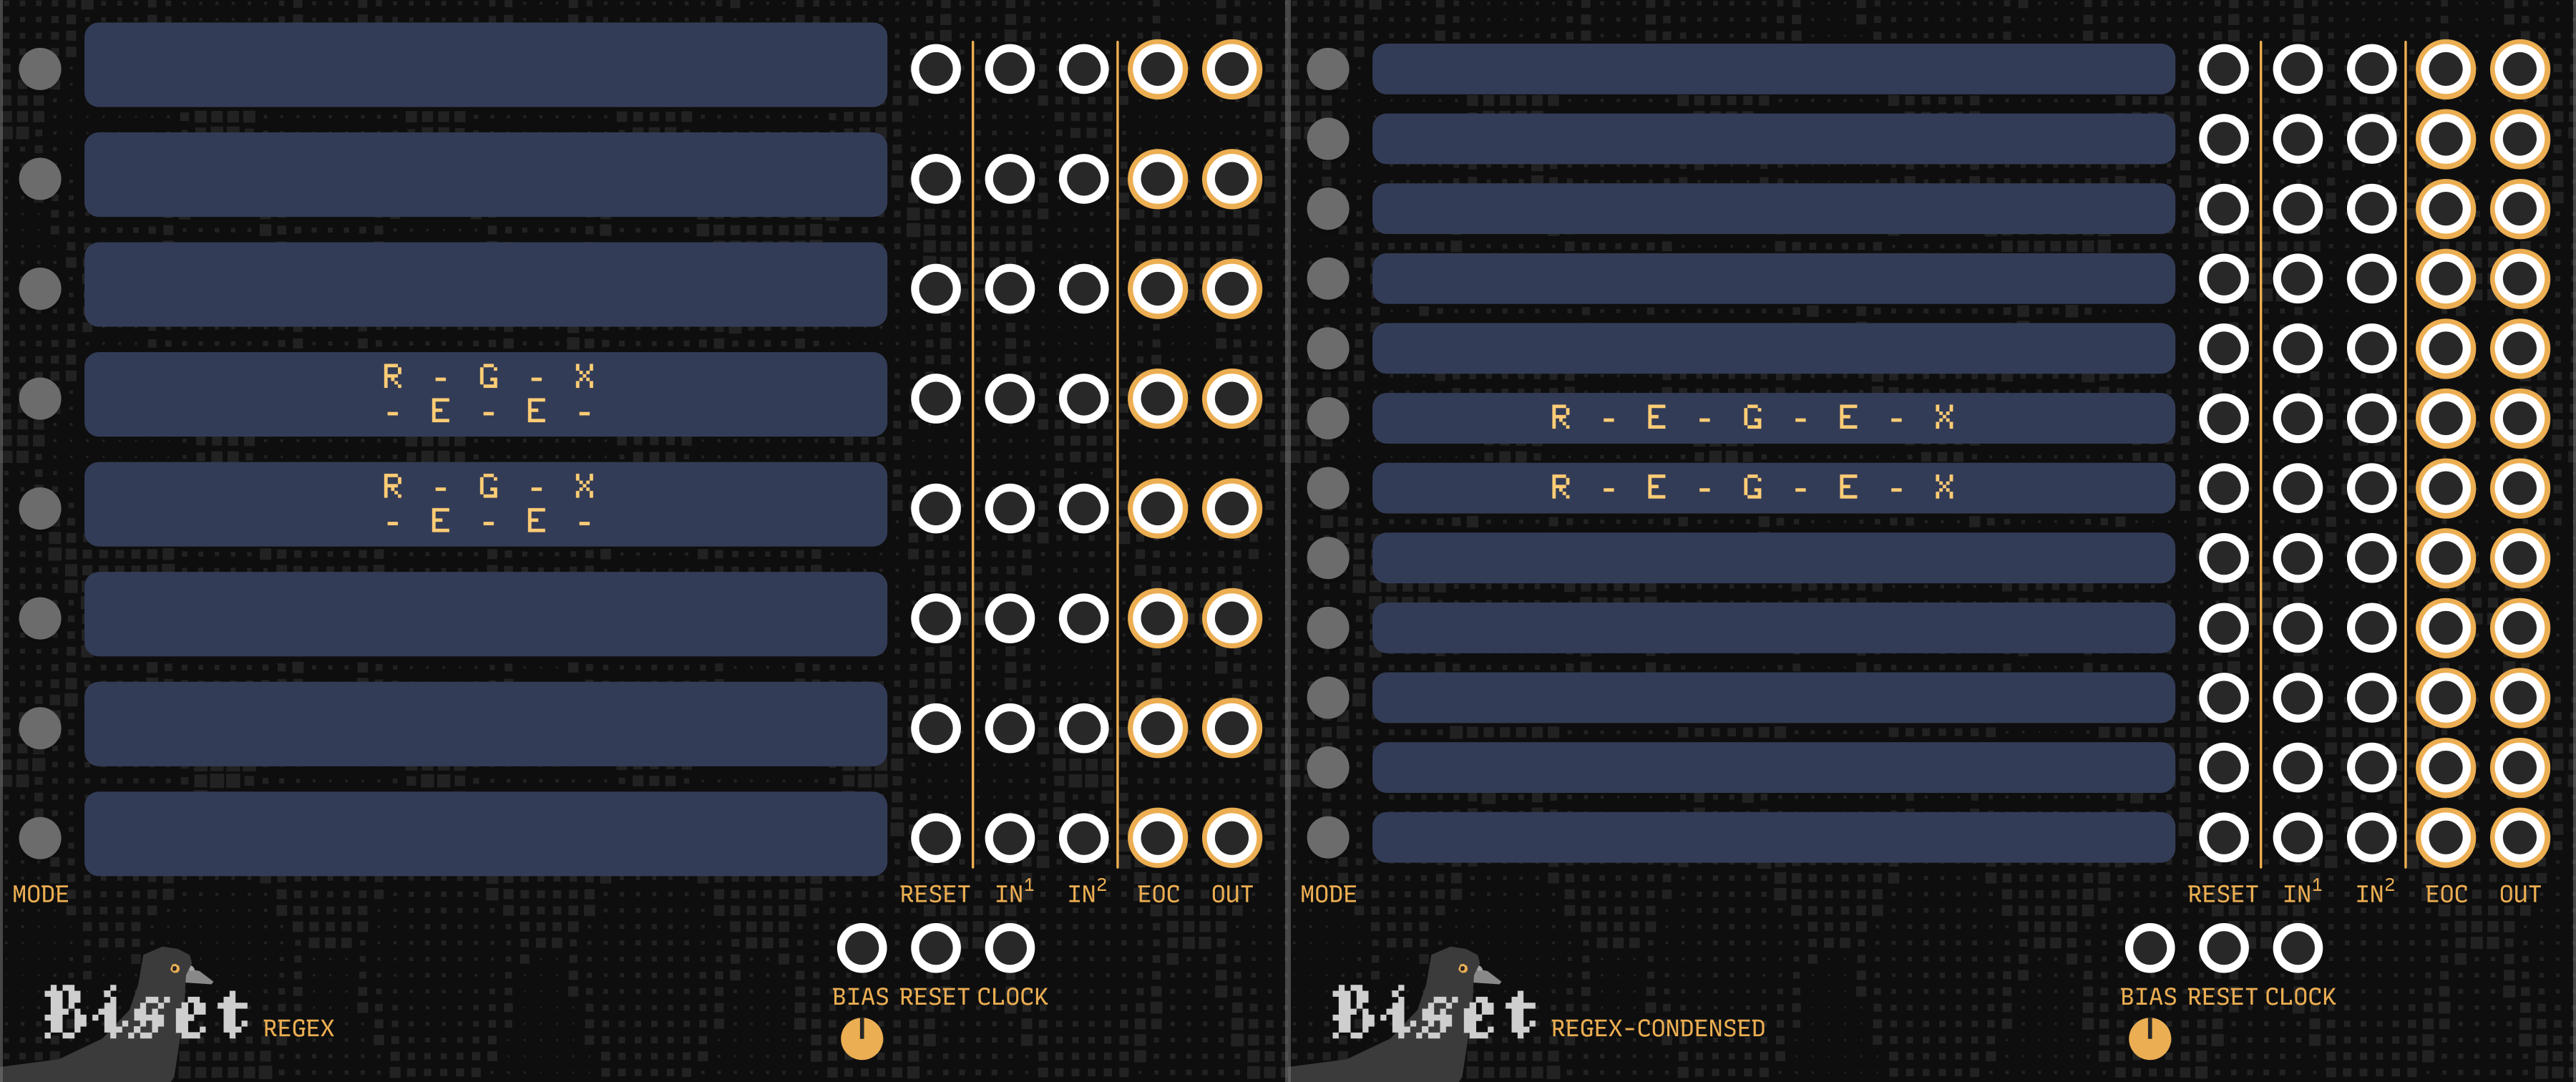 R - G - X
- E - E -
R - G - X
- E - E -
MODE
RESET IN1 IN2 EOC OUT
BIAS RESET CLOCK
Biset REGEX
R - E - G - E - X
R - E - G - E - X
MODE
RESET IN1 IN2 EOC OUT
BIAS RESET CLOCK
Biset REGEX-CONDENSED